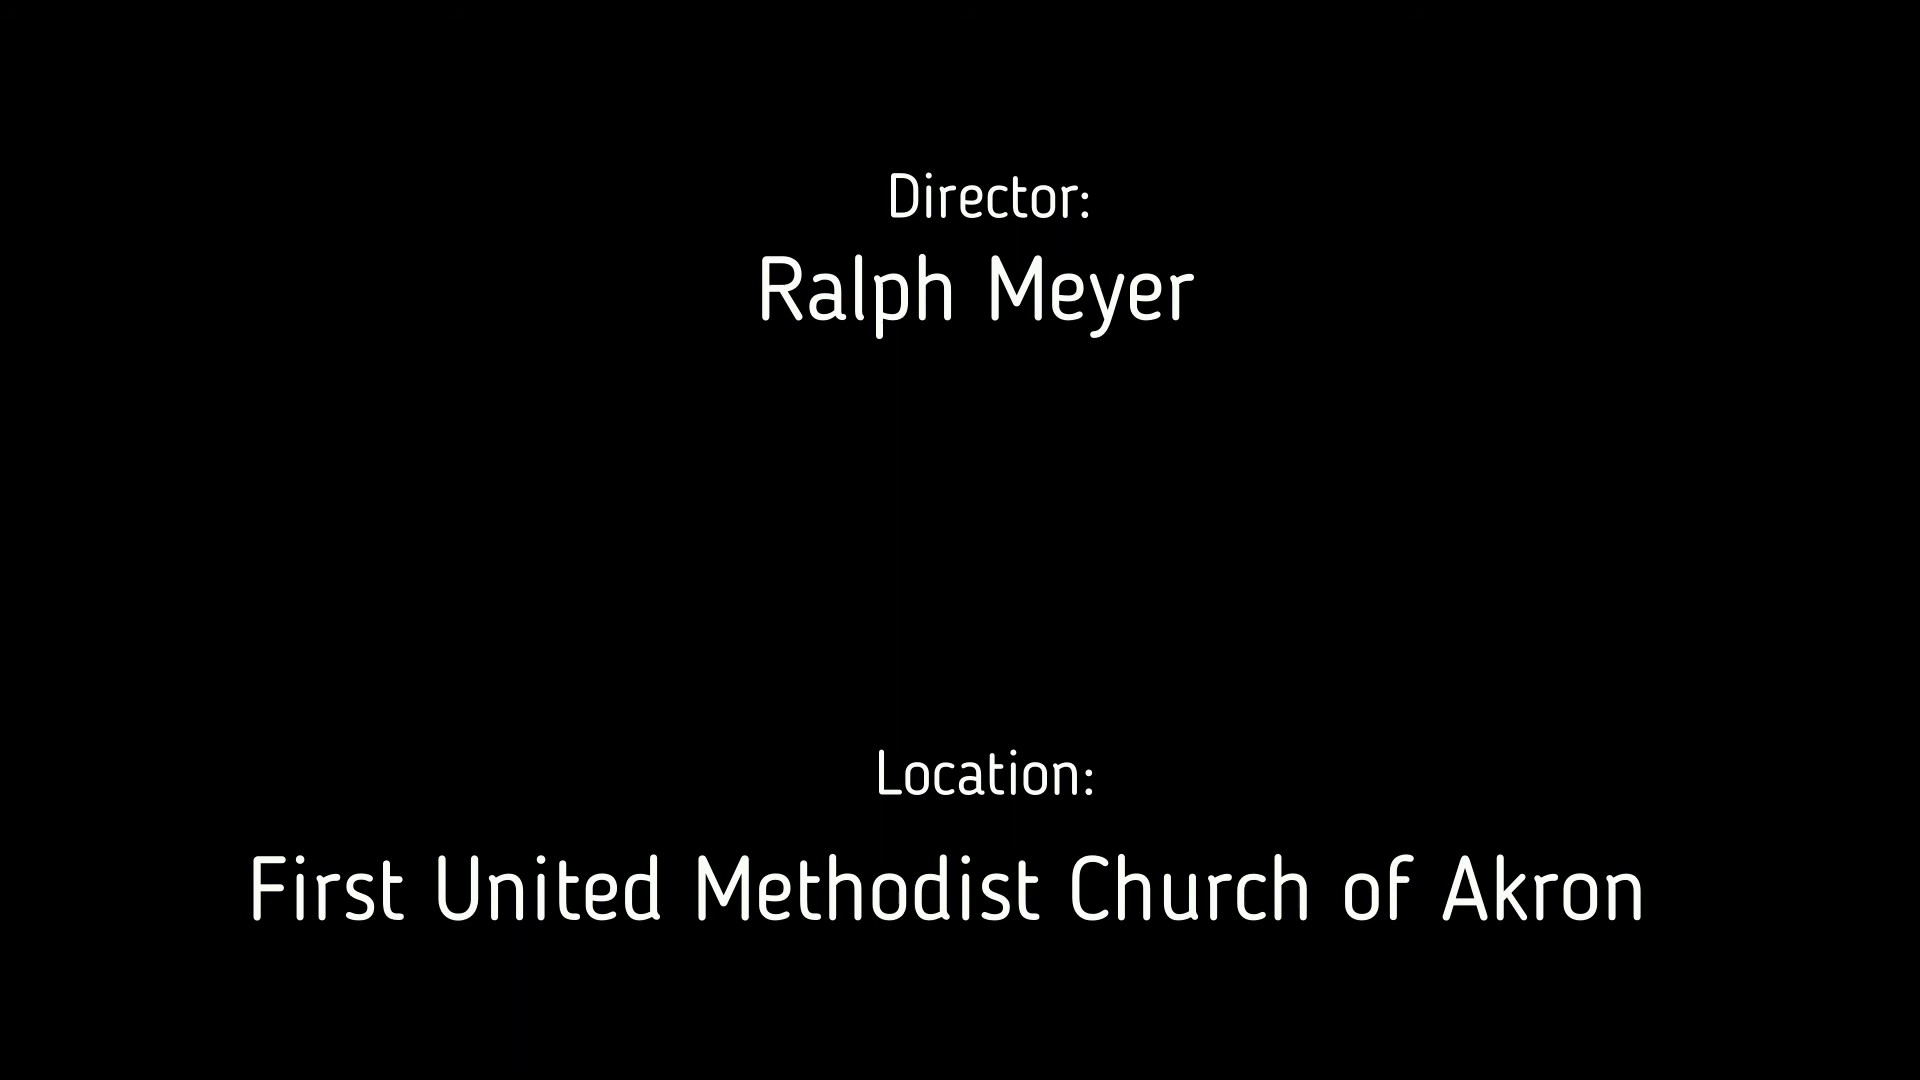 Director:
Ralph Meyer
Location:
First United Methodist Church of Akron